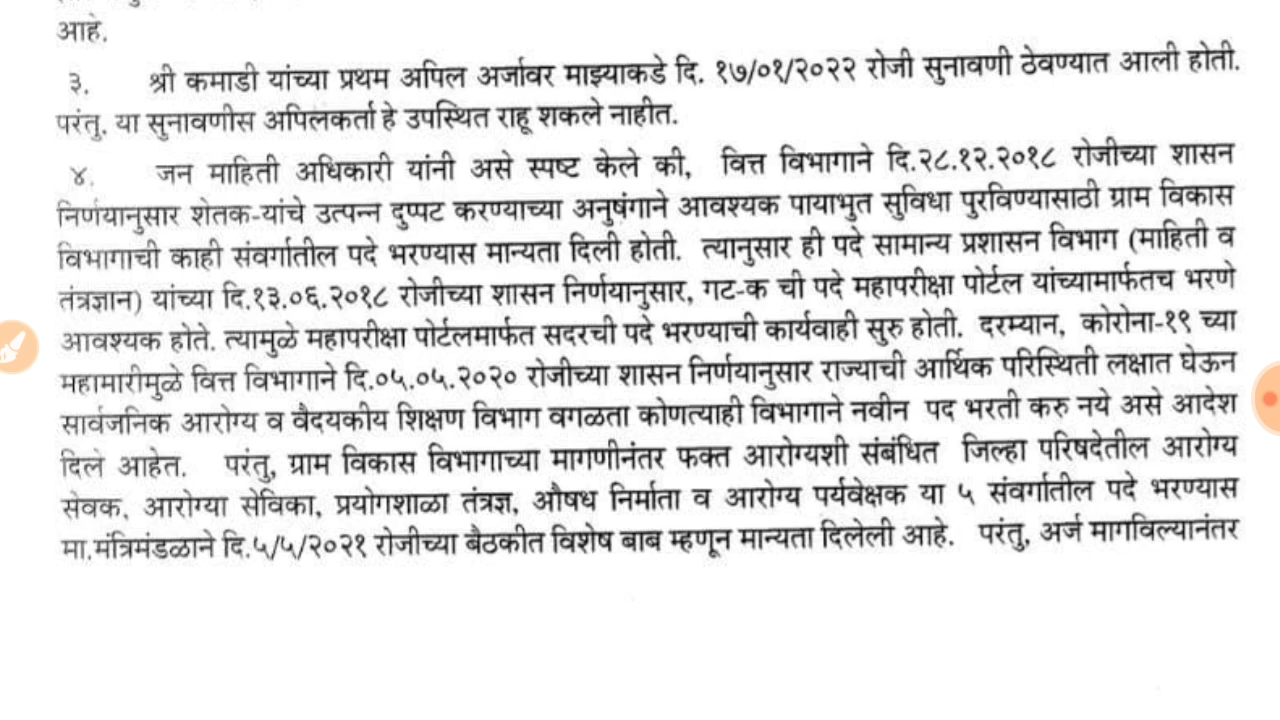 आहे.
३. श्री कमाडी यांच्या प्रथम अपिल अर्जावर माझ्याकडे दि. १७/०१/२०२२ रोजी सुनावणी ठेवण्यात आली होती.
परंतु, या सुनावणीस अपिलकर्ता हे उपस्थित राहू शकले नाहीत.
४. जन माहिती अधिकारी यांनी असे स्पष्ट केले की, वित्त विभागाने दि.२८.१२.२०१८ रोजीच्या शासन
निर्णयानुसार शेतक-यांचे उत्पन्न दुप्पट करण्याच्या अनुषंगाने आवश्यक पायाभुत सुविधा पुरविण्यासाठी ग्राम विकास
विभागाची काही संवर्गातील पदे भरण्यास मान्यता दिली होती. त्यानुसार ही पदे सामान्य प्रशासन विभाग (माहिती व
तंत्रज्ञान) यांच्या दि.१३.०६.२०१८ रोजीच्या शासन निर्णयानुसार, गट-क ची पदे महापरीक्षा पोर्टल यांच्यामार्फतच भरणे
आवश्यक होते. त्यामुळे महापरीक्षा पोर्टलमार्फत सदरची पदे भरण्याची कार्यवाही सुरु होती. दरम्यान, कोरोना-१९ च्या
महामारीमुळे वित्त विभागाने दि.०५.०५.२०२० रोजीच्या शासन निर्णयानुसार राज्याची आर्थिक परिस्थिती लक्षात घेऊन
सार्वजनिक आरोग्य व वैदयकीय शिक्षण विभाग वगळता कोणत्याही विभागाने नवीन पद भरती करु नये असे आदेश
दिले आहेत. परंतु, ग्राम विकास विभागाच्या मागणीनंतर फक्त आरोग्यशी संबंधित जिल्हा परिषदेतील आरोग्य
सेवक, आरोग्या सेविका, प्रयोगशाळा तंत्रज्ञ, औषध निर्माता व आरोग्य पर्यवेक्षक या ५ संवर्गातील पदे भरण्यास
मा.मंत्रिमंडळाने दि.५/५/२०२१ रोजीच्या बैठकीत विशेष बाब म्हणून मान्यता दिलेली आहे. परंतु, अर्ज मागविल्यानंतर